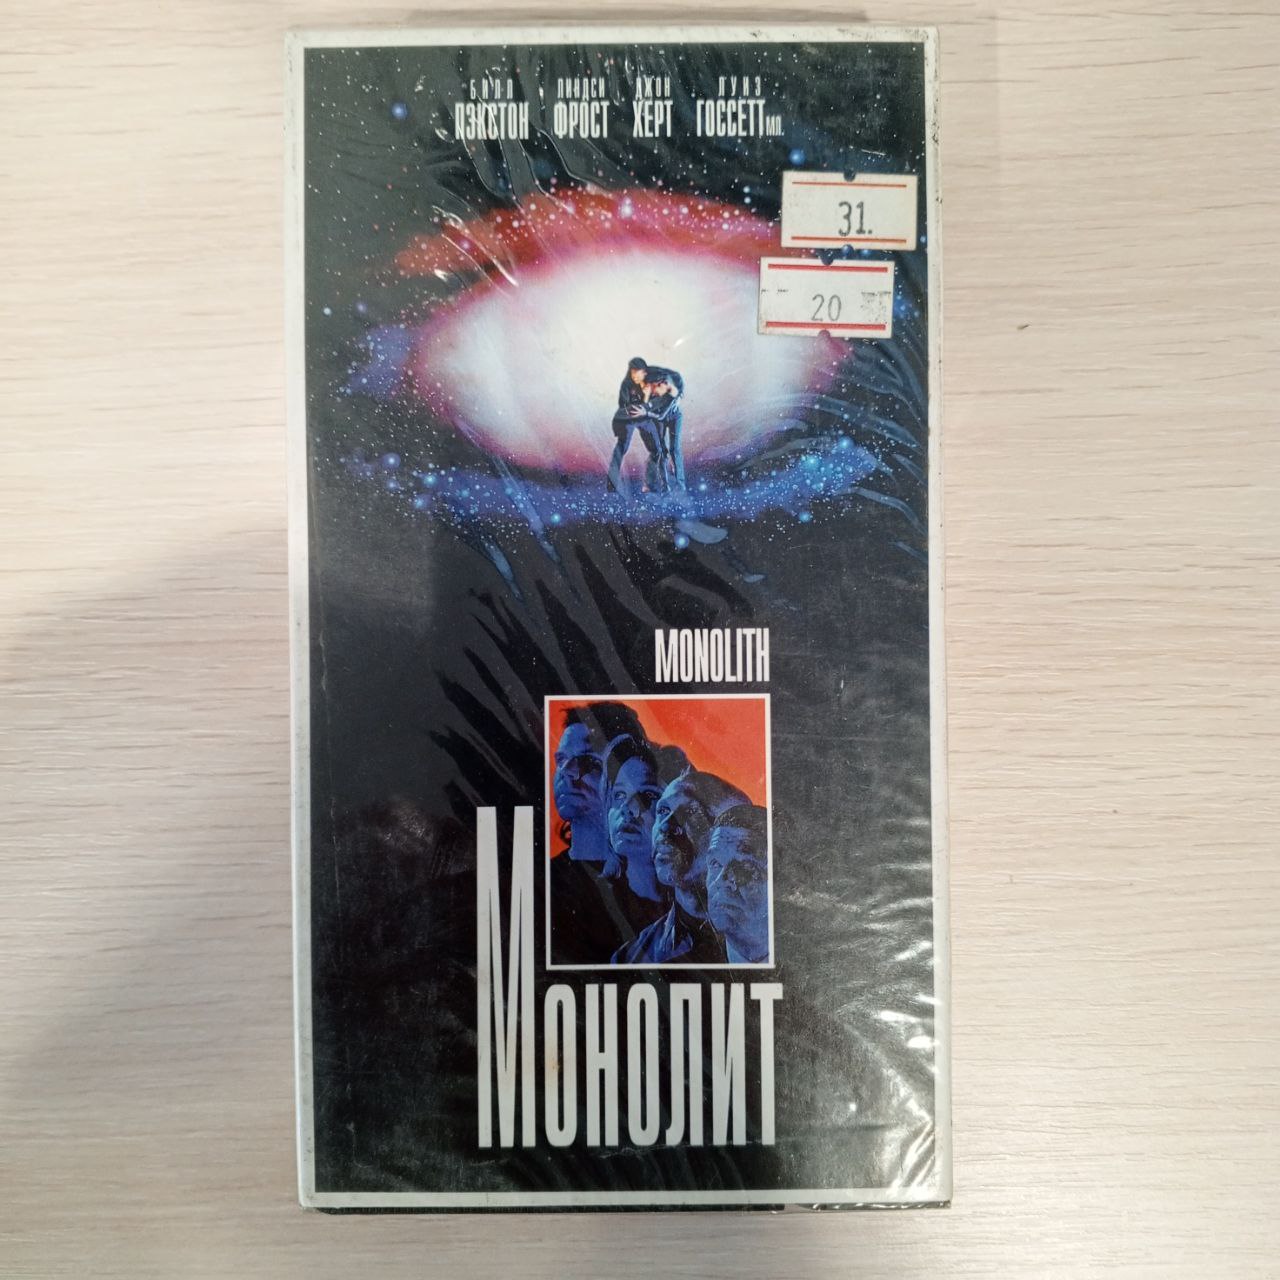 БИЛЛ ЛИНДСИ ДЖОН ЛУИЗ
ПЭКСТОН ФРОСТ ХЕРТ ГОССЕТТ МЛ.
31.
20
MONOLITH
МОНОЛИТ